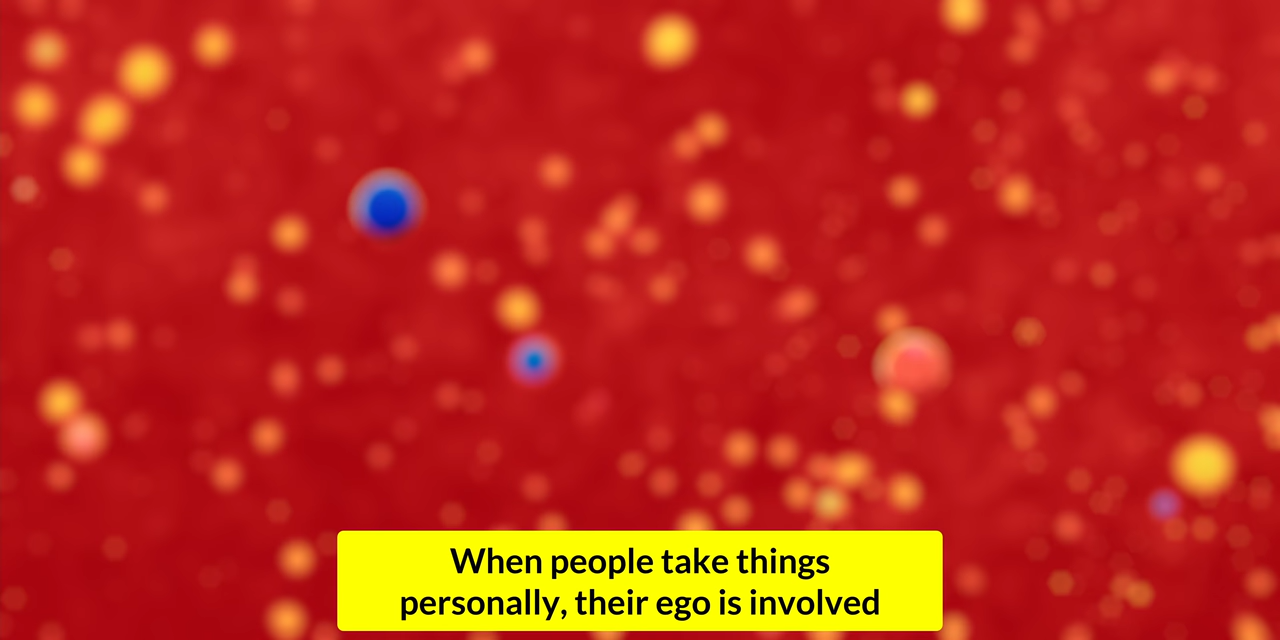 When people take things
personally, their ego is involved